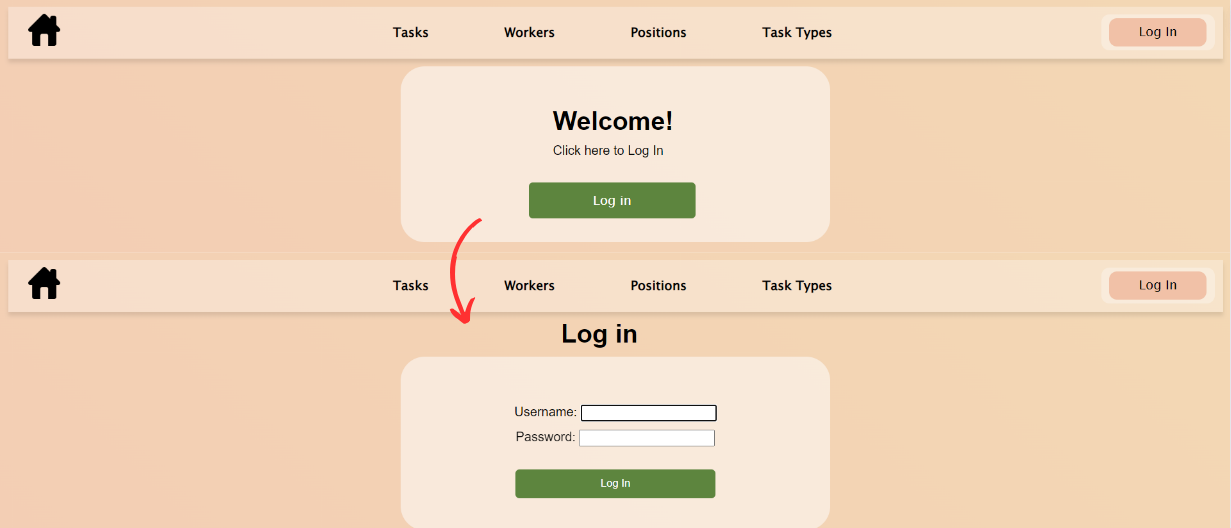 Tasks Workers Positions Task Types Log In
Welcome!
Click here to Log In
Log in
Tasks Workers Positions Task Types Log In
Log in
Username:
Password:
Log In